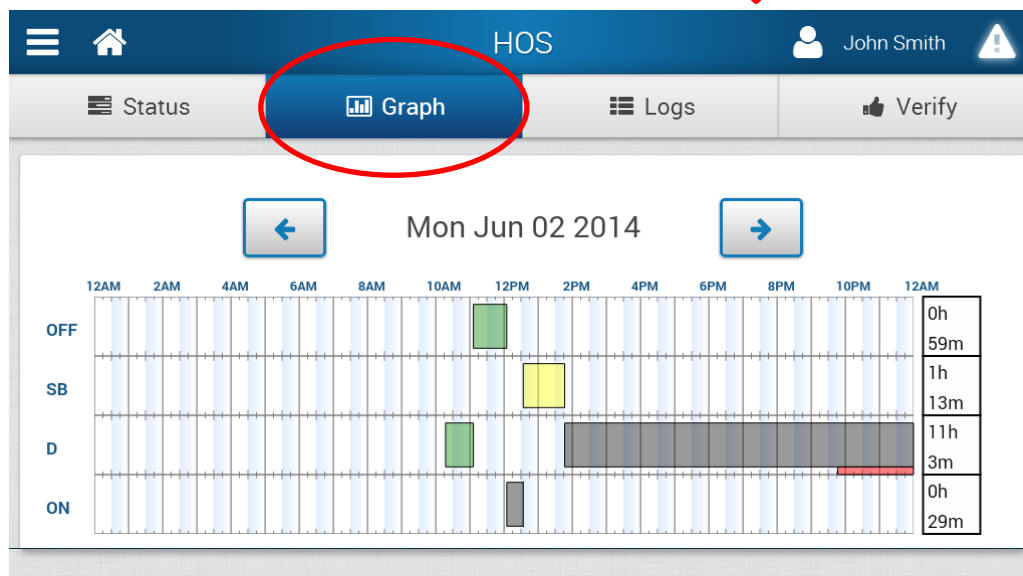 HOS John Smith
Status Graph Logs Verify
Mon Jun 02 2014
12AM 2AM 4AM 6AM 8AM 10AM 12PM 2PM 4PM 6PM 8PM 10PM 12AM
OFF 0h
59m
SB 1h
13m
D 11h
3m
ON 0h
29m